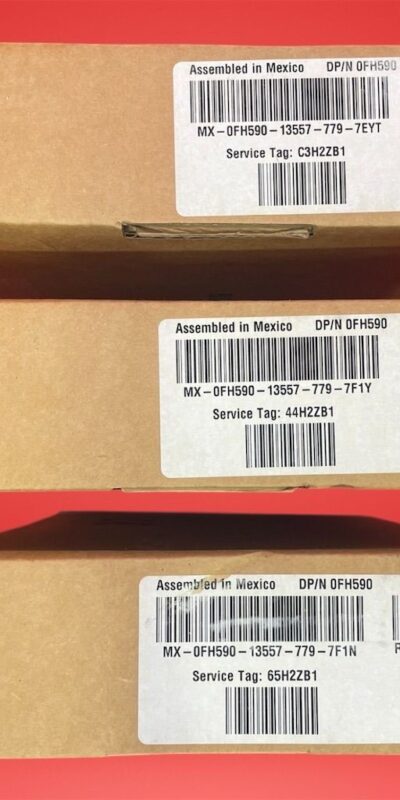 Assembled in Mexico DP/N 0FH590
MX-0FH590-13557-779-7EYT
Service Tag: C3H2ZB1
Assembled in Mexico DP/N 0FH590
MX-0FH590-13557-779-7F1Y
Service Tag: 44H2ZB1
Assembled in Mexico DP/N 0FH590
MX-0FH590-13557-779-7F1N
Service Tag: 65H2ZB1